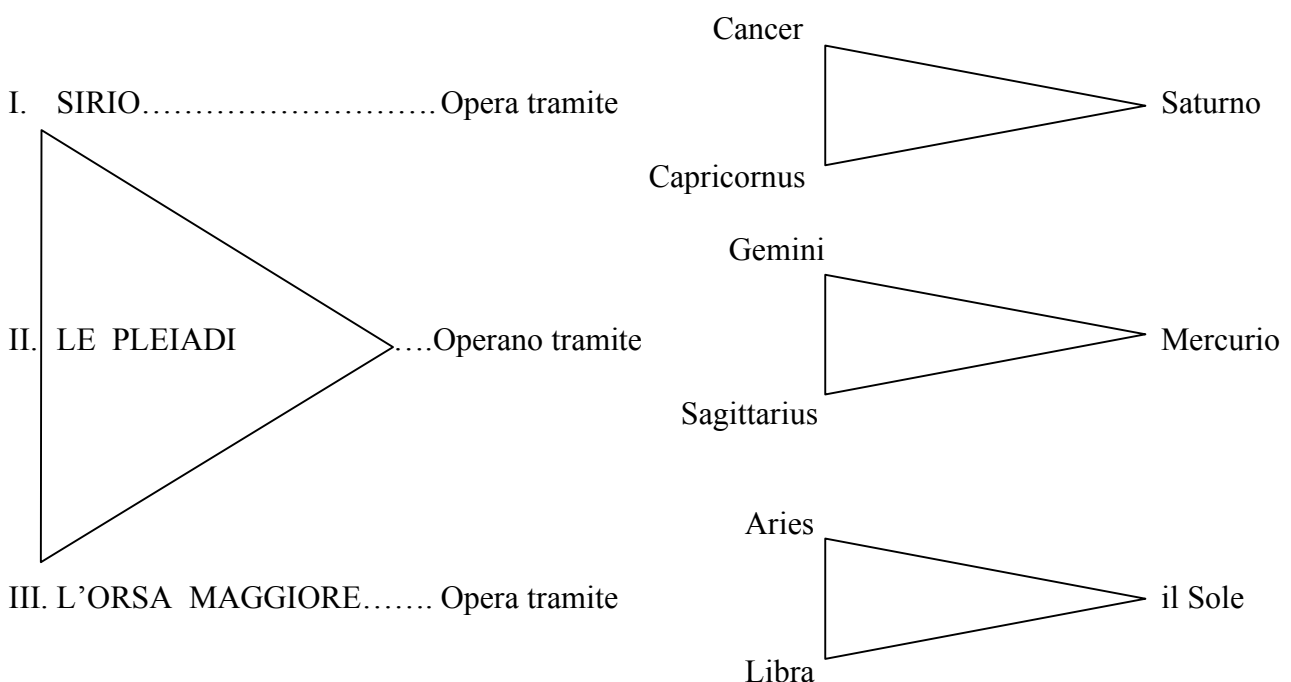 Cancer
I. SIRIO……………………….Opera tramite
Saturno
Capricornus
Gemini
II. LE PLEIADI ….Operano tramite
Mercurio
Sagittarius
Aries
III. L’ORSA MAGGIORE……. Opera tramite
il Sole
Libra